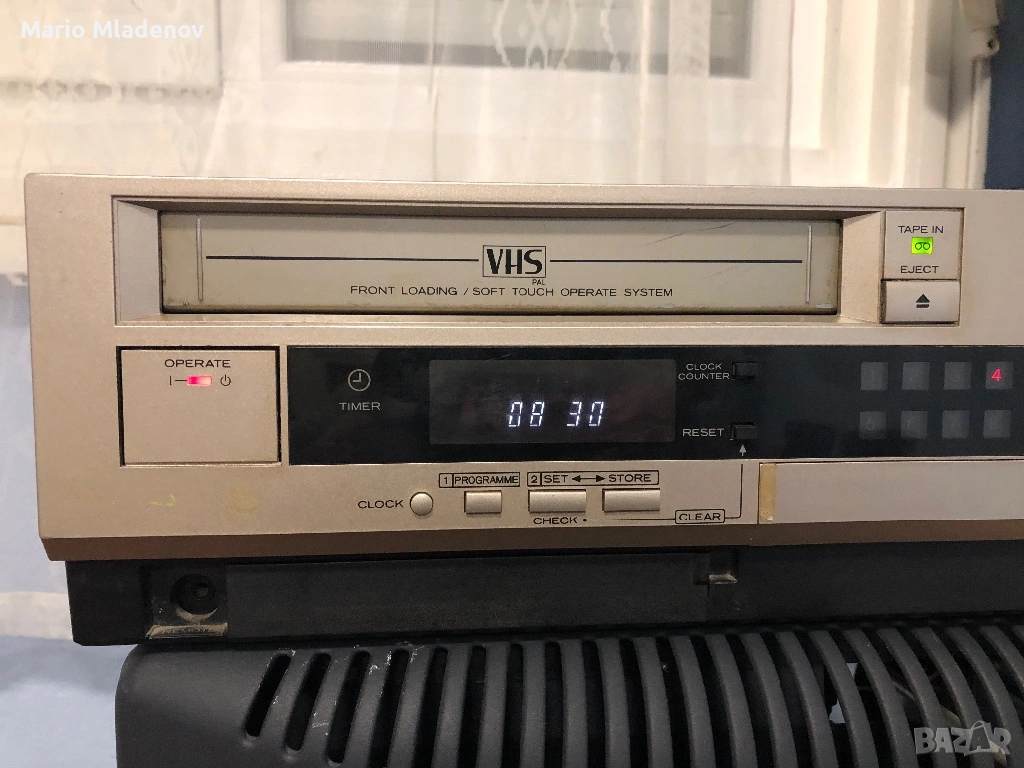 Mario Mladenov
VHS
PAL
FRONT LOADING / SOFT TOUCH OPERATE SYSTEM
TAPE IN
EJECT
OPERATE
TIMER
08 30
CLOCK
COUNTER
RESET
4
CLOCK
1 PROGRAMME
2 SET STORE
CHECK
CLEAR
BAZAR